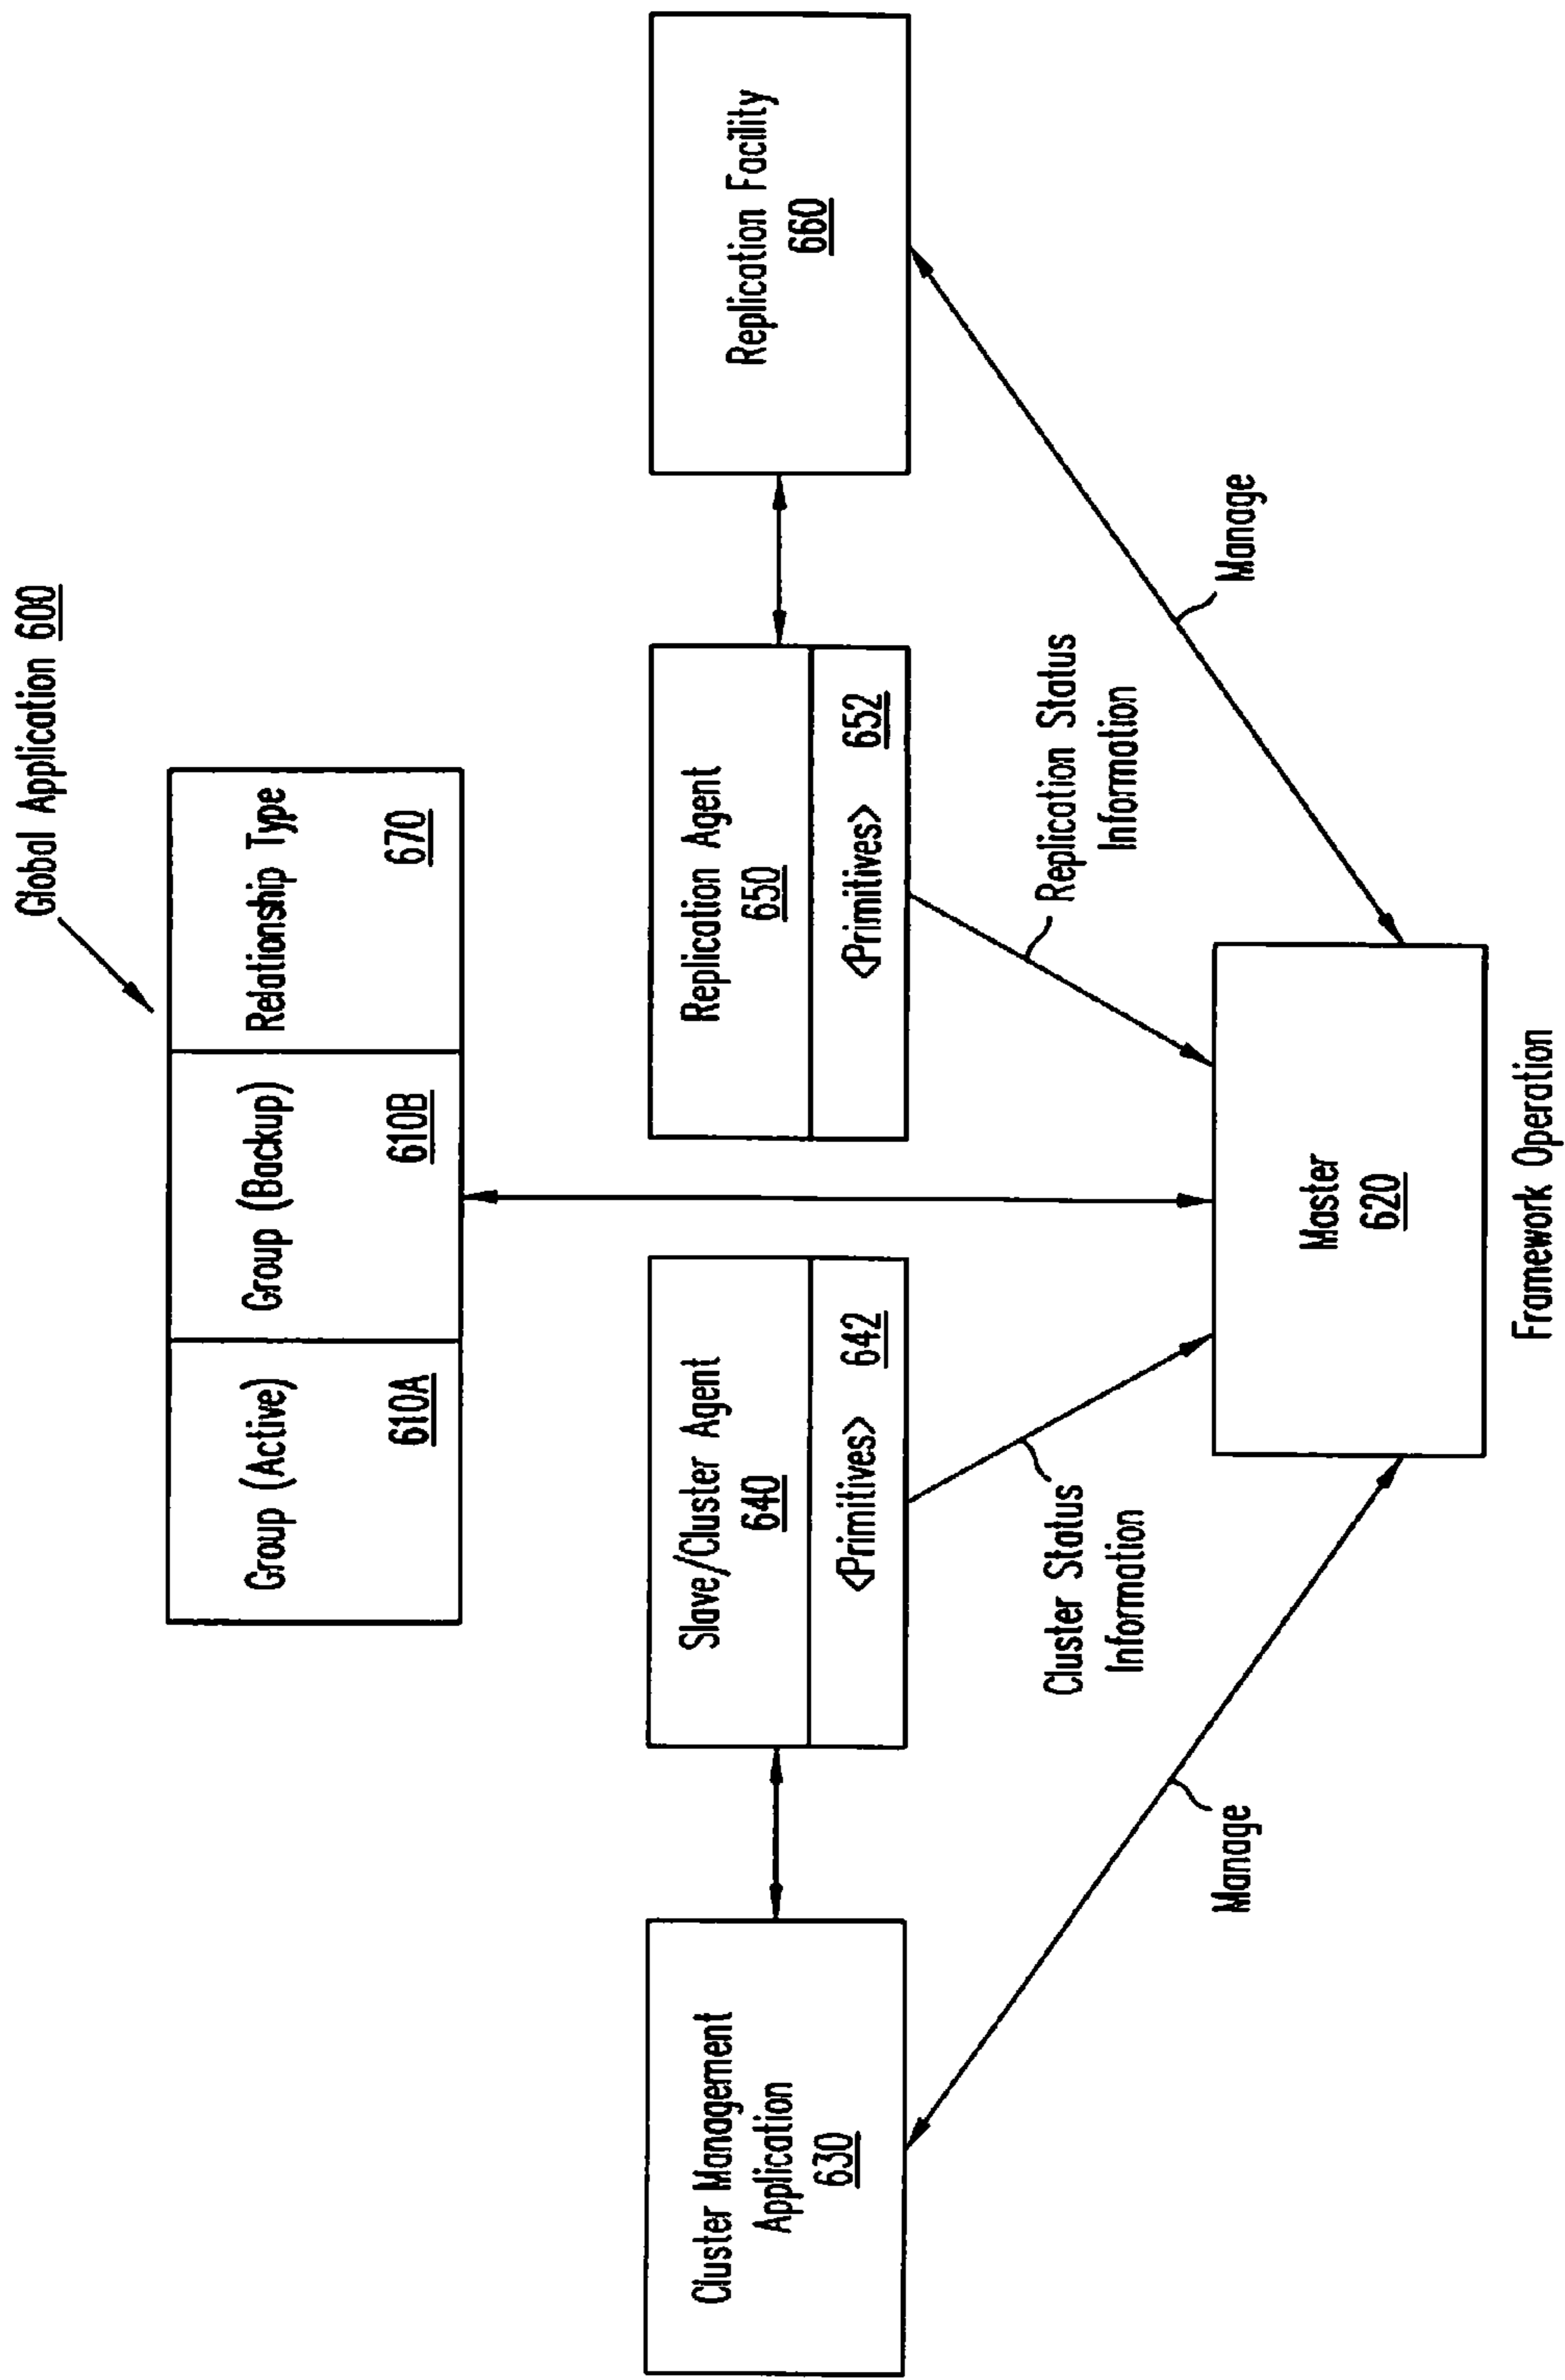 Global Application 600
Group (Active)
610A
Group (Backup)
610B
Relationship Type
670
Cluster Management
Application
630
Slave/Cluster Agent
640
<Primitives> 642
Replication Agent
650
<Primitives> 652
Replication Facility
660
Cluster Status
Information
Replication Status
Information
Manage
Manage
Master
620
Framework Operation